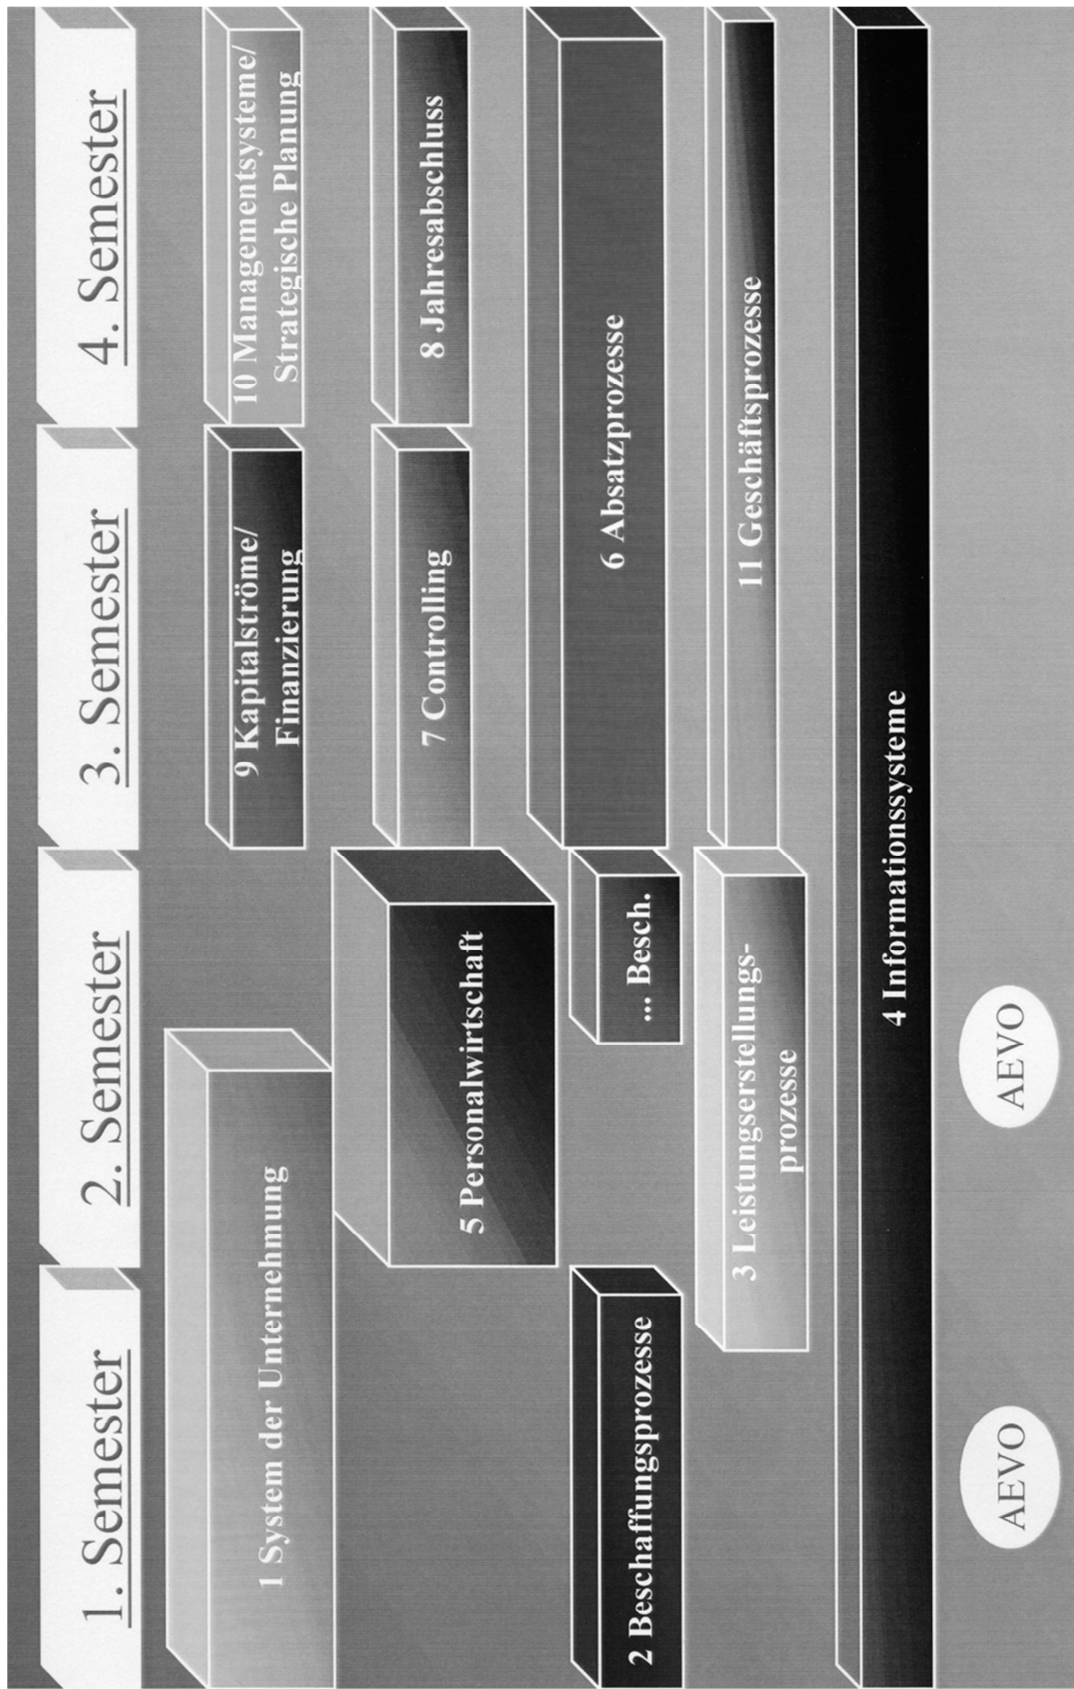 1. Semester
2. Semester
3. Semester
4. Semester
1 System der Unternehmung
9 Kapitalströme/
Finanzierung
10 Managementsysteme/
Strategische Planung
5 Personalwirtschaft
7 Controlling
8 Jahresabschluss
2 Beschaffungsprozesse
... Besch.
6 Absatzprozesse
3 Leistungserstellungs-
prozesse
11 Geschäftsprozesse
4 Informationssysteme
AEVO
AEVO